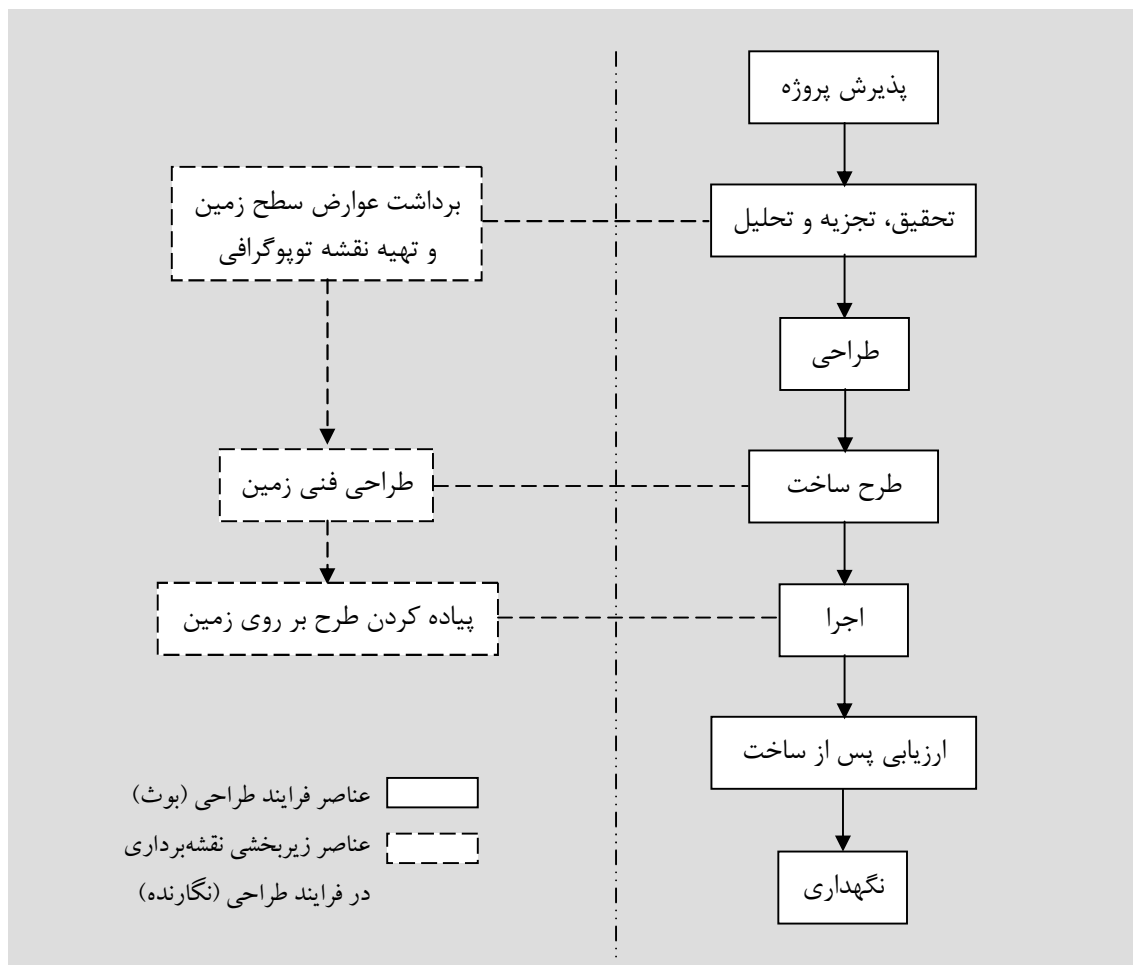 پذیرش پروژه
تحقیق، تجزیه و تحلیل
طراحی
طرح ساخت
اجرا
ارزیابی پس از ساخت
نگهداری
برداشت عوارض سطح زمین
و تهیه نقشه توپوگرافی
طراحی فنی زمین
پیاده کردن طرح بر روی زمین
عناصر فرایند طراحی (بوث)
عناصر زیربخشی نقشه‌برداری
در فرایند طراحی (نگارنده)